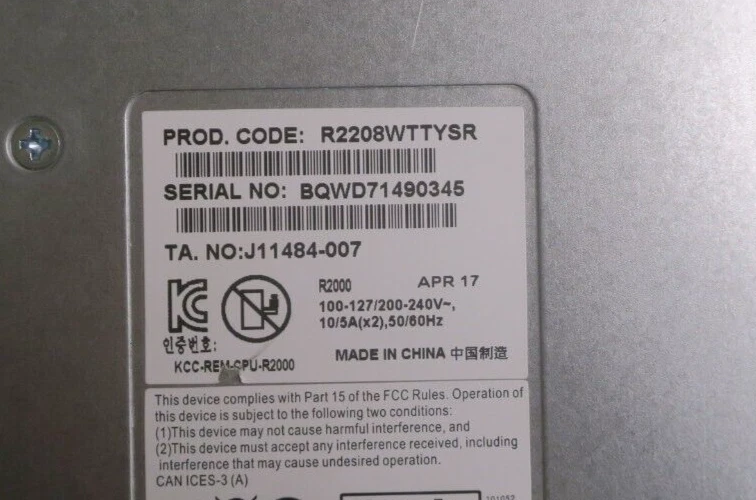 PROD. CODE: R2208WTTYSR
SERIAL NO: BQWD71490345
TA. NO:J11484-007
R2000 APR 17
100-127/200-240V~,
10/5A(x2),50/60Hz
인증번호:
KCC-REM-CPU-R2000
MADE IN CHINA 中国制造
This device complies with Part 15 of the FCC Rules. Operation of
this device is subject to the following two conditions:
(1)This device may not cause harmful interference, and
(2)This device must accept any interference received, including
interference that may cause undesired operation.
CAN ICES-3 (A)